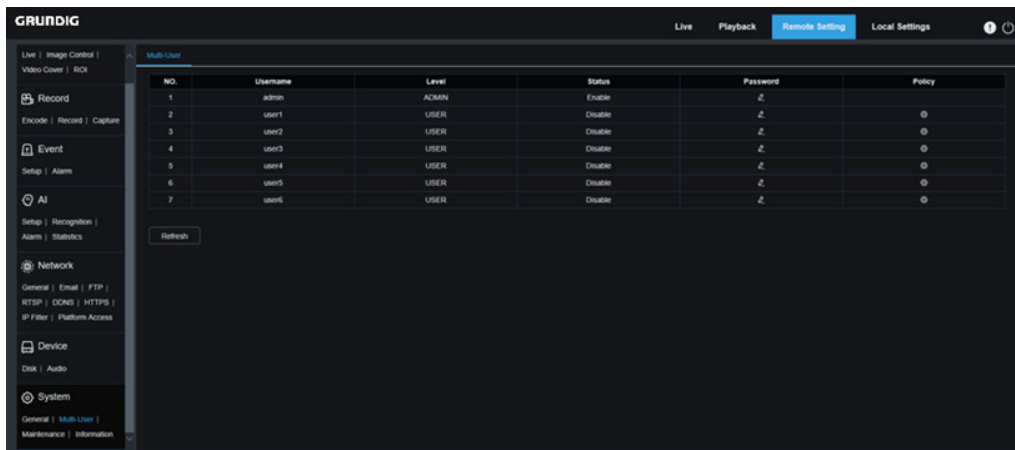 GRUNDIG
Live Playback Remote Setting Local Settings
Live | Image Control |
Video Cover | ROI
Record
Encode | Record | Capture
Event
Setup | Alarm
AI
Setup | Recognition |
Alarm | Statistics
Network
General | Email | FTP |
RTSP | DDNS | HTTPS |
IP Filter | Platform Access
Device
Disk | Audio
System
General | Multi-User |
Maintenance | Information
Multi-User
NO. Username Level Status Password Policy
1 admin ADMIN Enable
2 user1 USER Disable
3 user2 USER Disable
4 user3 USER Disable
5 user4 USER Disable
6 user5 USER Disable
7 user6 USER Disable
Refresh